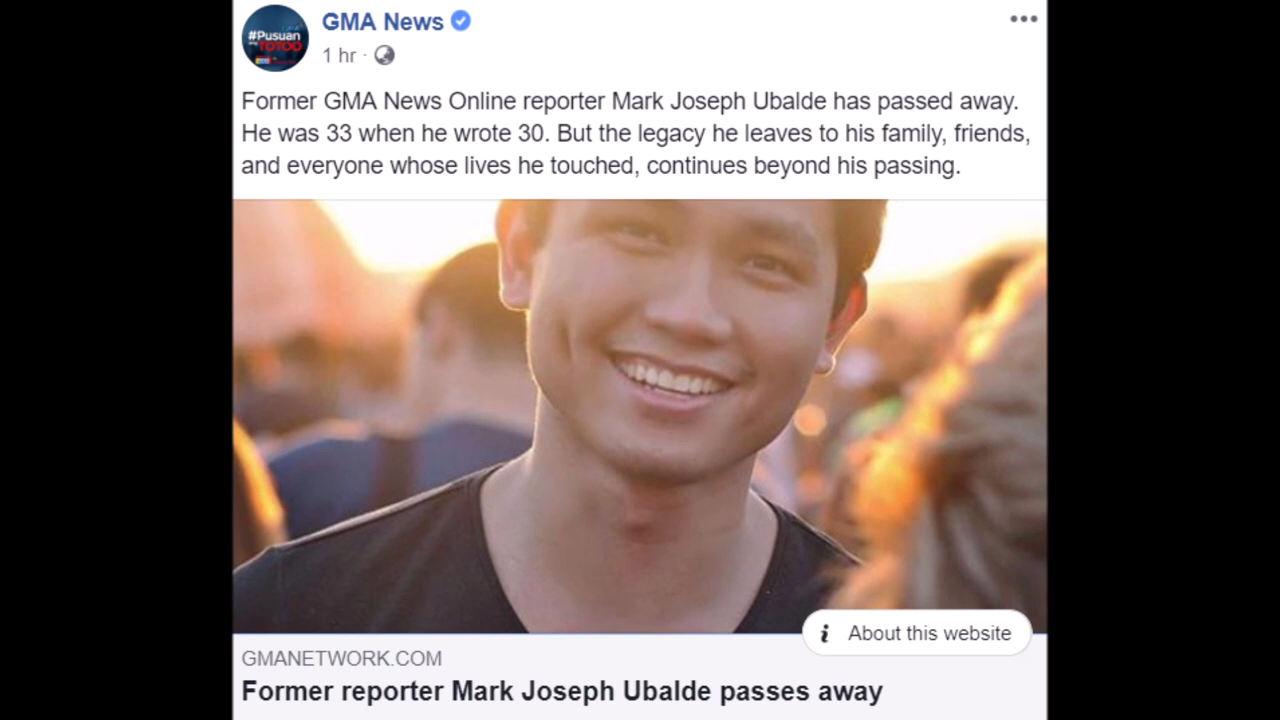 #Pusuan
TOTOO
GMA News
1 hr ·
Former GMA News Online reporter Mark Joseph Ubalde has passed away.
He was 33 when he wrote 30. But the legacy he leaves to his family, friends,
and everyone whose lives he touched, continues beyond his passing.
i About this website
GMANETWORK.COM
Former reporter Mark Joseph Ubalde passes away